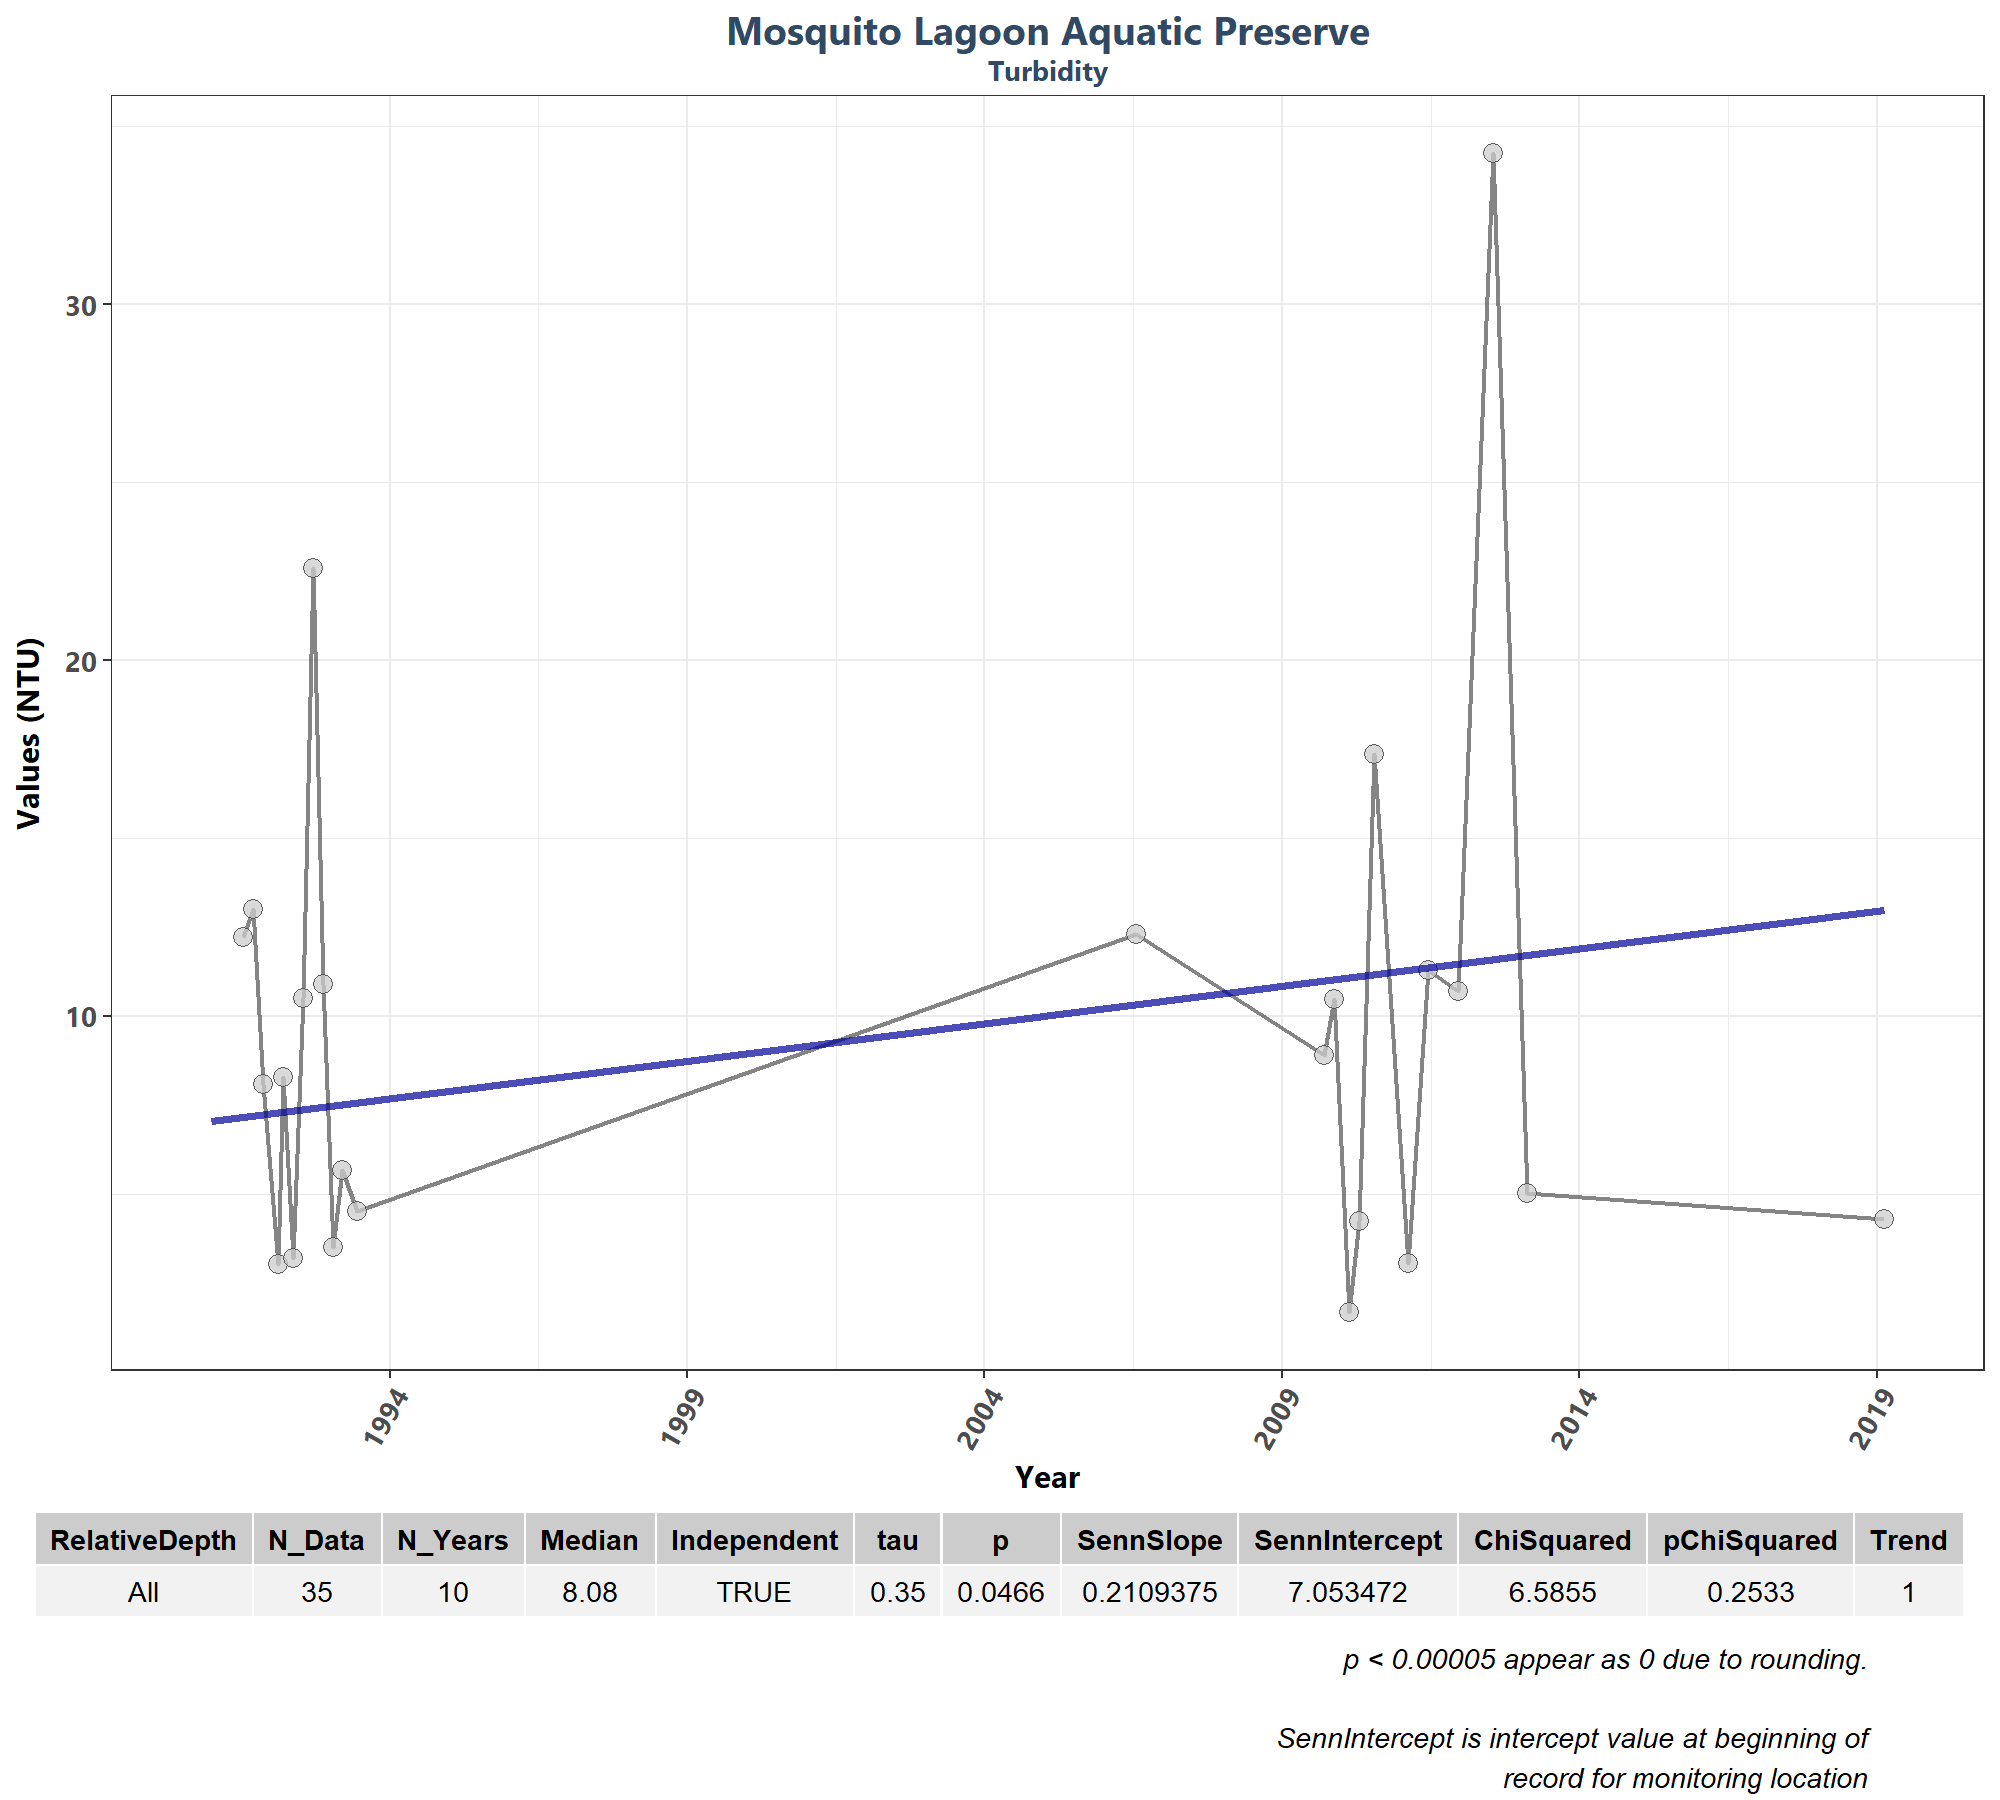 Mosquito Lagoon Aquatic Preserve
Turbidity
Values (NTU)
30
20
10
1994
1999
2004
2009
2014
2019
Year
RelativeDepth N_Data N_Years Median Independent tau p SennSlope SennIntercept ChiSquared pChiSquared Trend
All 35 10 8.08 TRUE 0.35 0.0466 0.2109375 7.053472 6.5855 0.2533 1
p < 0.00005 appear as 0 due to rounding.
SennIntercept is intercept value at beginning of
record for monitoring location